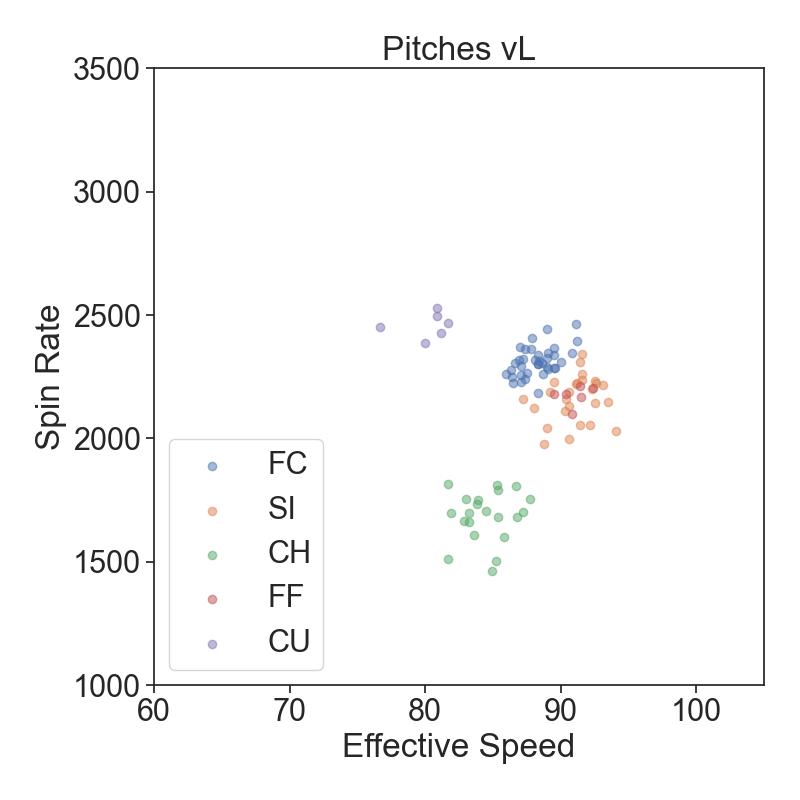 Pitches vL
3500
3000
2500
2000
1500
1000
Spin Rate
FC
SI
CH
FF
CU
60 70 80 90 100
Effective Speed